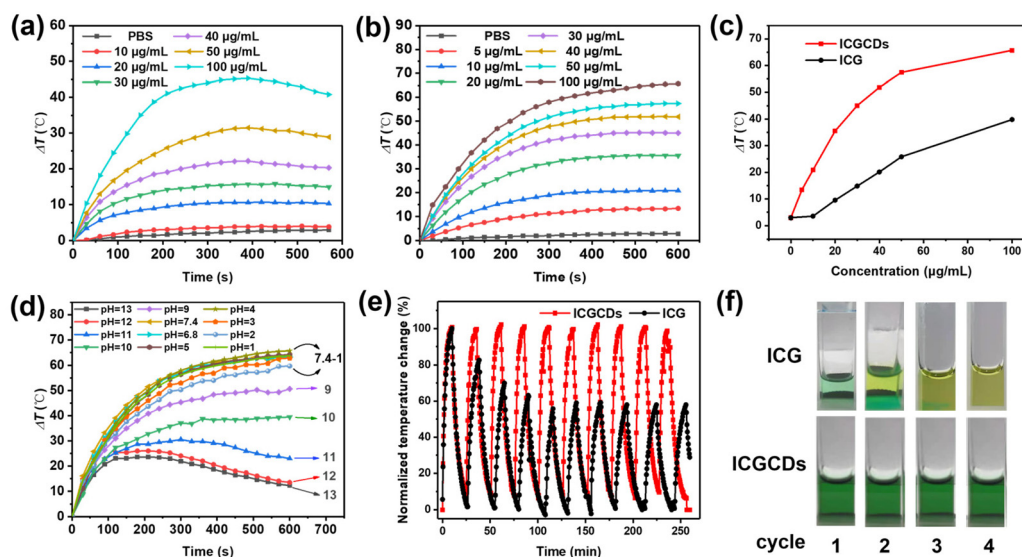 (a)
60
50
40
30
20
10
0
ΔT (℃)
PBS
10 μg/mL
20 μg/mL
30 μg/mL
40 μg/mL
50 μg/mL
100 μg/mL
0 100 200 300 400 500 600
Time (s)
(b)
90
80
70
60
50
40
30
20
10
0
ΔT (℃)
PBS
5 μg/mL
10 μg/mL
20 μg/mL
30 μg/mL
40 μg/mL
50 μg/mL
100 μg/mL
0 100 200 300 400 500 600
Time (s)
(c)
70
60
50
40
30
20
10
0
ΔT (℃)
ICGCDs
ICG
0 20 40 60 80 100
Concentration (μg/mL)
(d)
90
80
70
60
50
40
30
20
10
0
ΔT (℃)
pH=13
pH=12
pH=11
pH=10
pH=9
pH=7.4
pH=6.8
pH=5
pH=4
pH=3
pH=2
pH=1
7.4-1
9
10
11
12
13
0 100 200 300 400 500 600 700
Time (s)
(e)
100
80
60
40
20
0
Normalized temperature change (%)
ICGCDs
ICG
0 50 100 150 200 250
Time (min)
(f)
ICG
ICGCDs
cycle 1 2 3 4